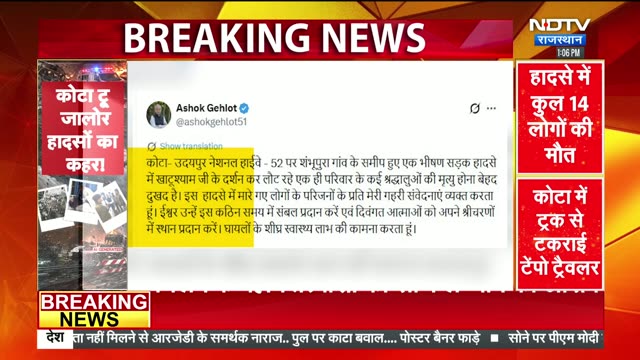 BREAKING NEWS
NDTV
राजस्थान
1:06 PM
कोटा टू
जालोर
हादसों का
कहर!
Ashok Gehlot
@ashokgehlot51
Show translation
कोटा- उदयपुर नेशनल हाईवे - 52 पर शंभूपुरा गांव के समीप हुए एक भीषण सड़क हादसे
में खाटूश्याम जी के दर्शन कर लौट रहे एक ही परिवार के कई श्रद्धालुओं की मृत्यु होना बेहद
दुखद है। इस हादसे में मारे गए लोगों के परिजनों के प्रति मेरी गहरी संवेदनाएं व्यक्त करता
हूं। ईश्वर उन्हें इस कठिन समय में संबल प्रदान करें एवं दिवंगत आत्माओं को अपने श्रीचरणों
में स्थान प्रदान करें। घायलों के शीघ्र स्वास्थ्य लाभ की कामना करता हूं।
हादसे में
कुल 14
लोगों की
मौत
कोटा में
ट्रक से
टकराई
टेंपो ट्रैवलर
BREAKING
NEWS
देश
ता नहीं मिलने से आरजेडी के समर्थक नाराज.. पुल पर काटा बवाल.... पोस्टर बैनर फाड़े
सोने पर पीएम मोदी